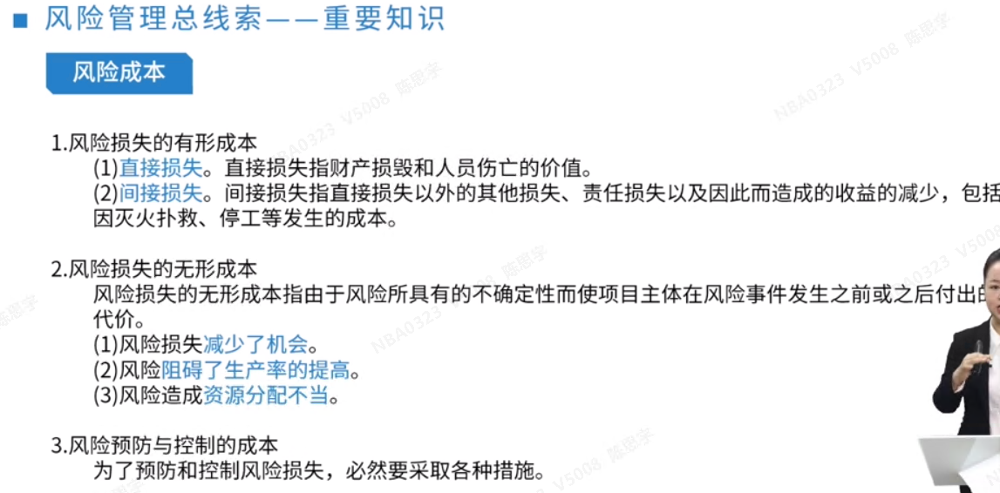 风险管理总线索——重要知识
风险成本
1.风险损失的有形成本
(1)直接损失。直接损失指财产损毁和人员伤亡的价值。
(2)间接损失。间接损失指直接损失以外的其他损失、责任损失以及因此而造成的收益的减少，包括
因灭火扑救、停工等发生的成本。
2.风险损失的无形成本
风险损失的无形成本指由于风险所具有的不确定性而使项目主体在风险事件发生之前或之后付出的
代价。
(1)风险损失减少了机会。
(2)风险阻碍了生产率的提高。
(3)风险造成资源分配不当。
3.风险预防与控制的成本
为了预防和控制风险损失，必然要采取各种措施。
NBA0323 V5008 陈思宇